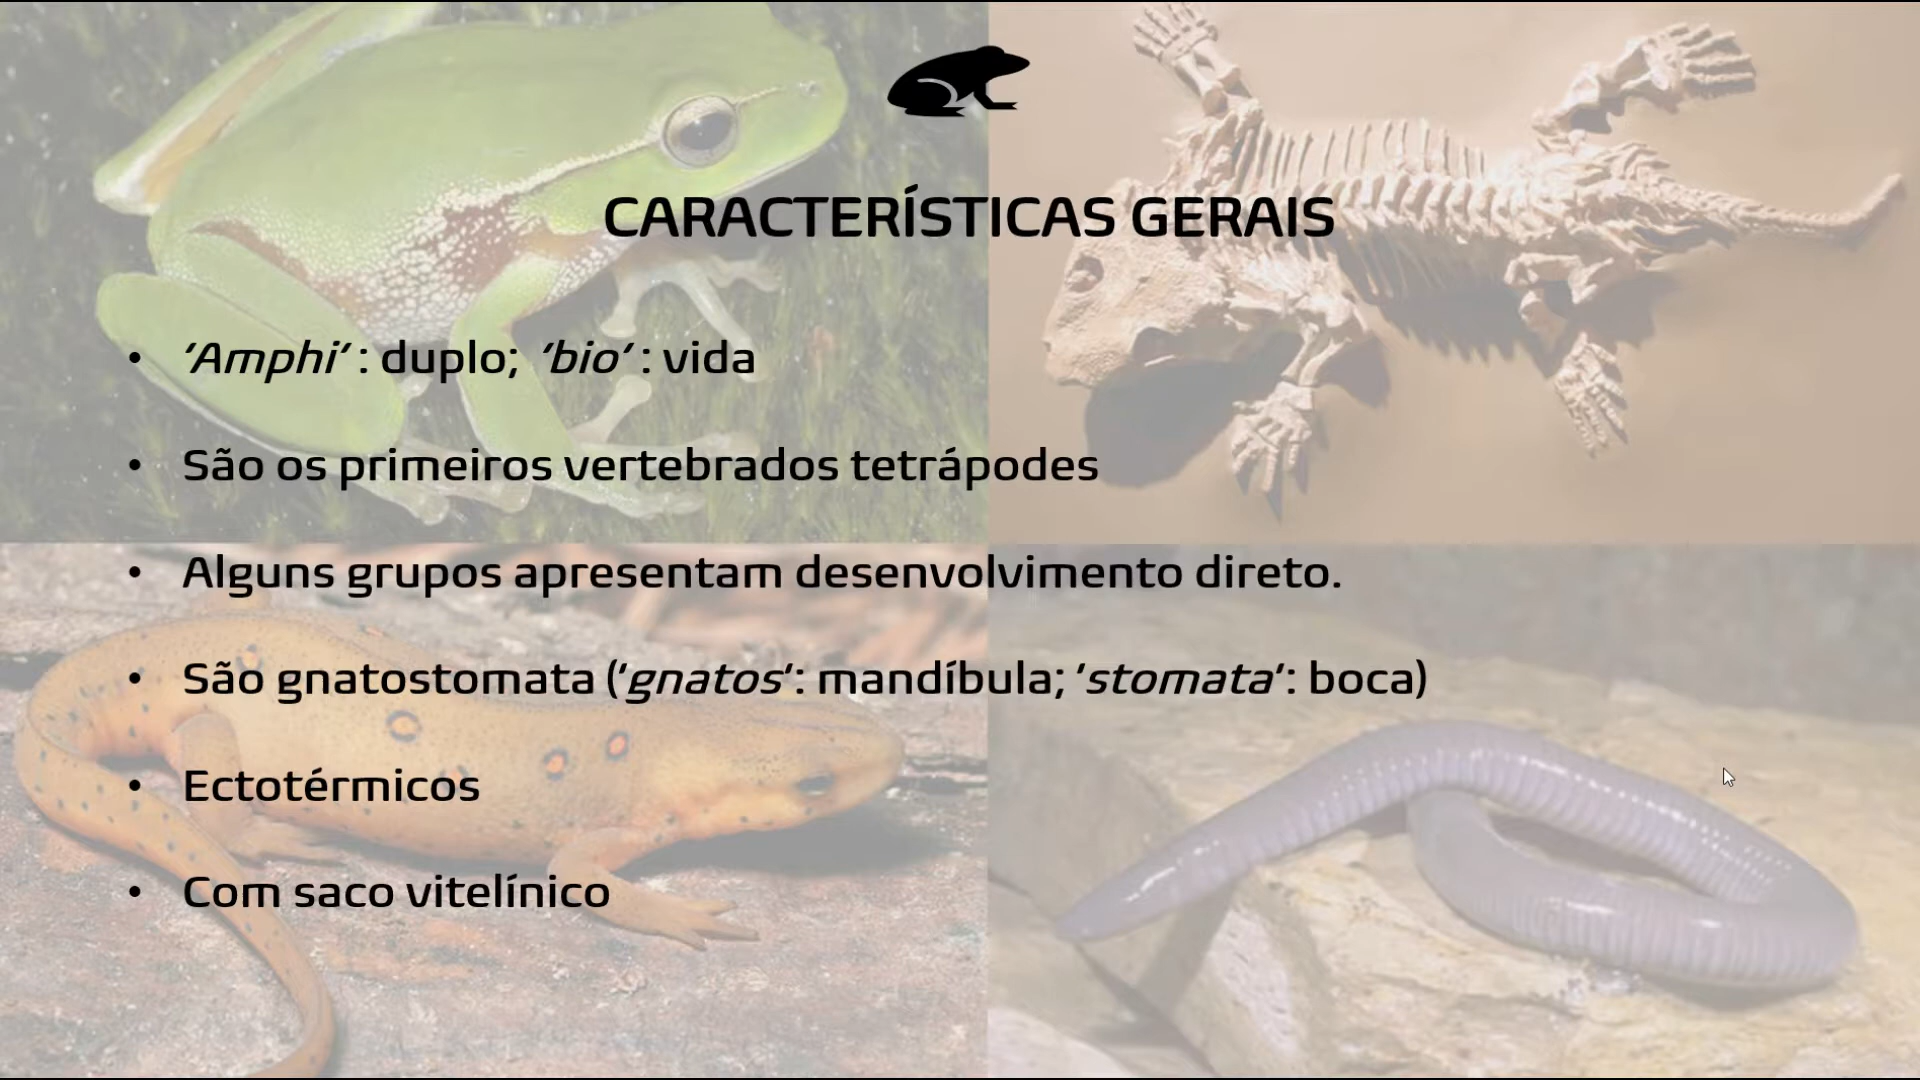 CARACTERÍSTICAS GERAIS
• 'Amphi' : duplo; 'bio' : vida
• São os primeiros vertebrados tetrápodes
• Alguns grupos apresentam desenvolvimento direto.
• São gnatostomata ('gnatos': mandíbula; 'stomata': boca)
• Ectotérmicos
• Com saco vitelínico